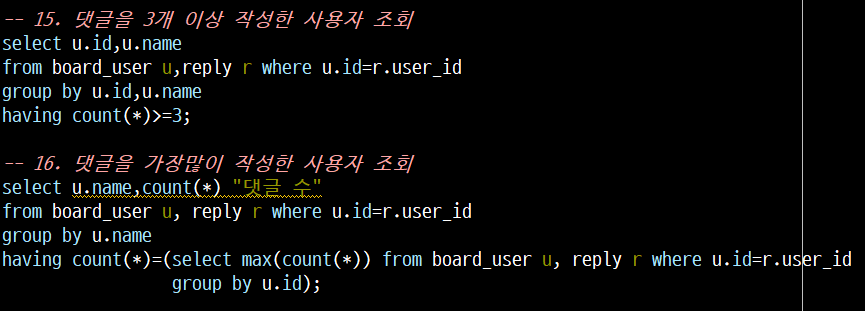 -- 15. 댓글을 3개 이상 작성한 사용자 조회
select u.id,u.name
from board_user u,reply r where u.id=r.user_id
group by u.id,u.name
having count(*)>=3;
-- 16. 댓글을 가장많이 작성한 사용자 조회
select u.name,count(*) "댓글 수"
from board_user u, reply r where u.id=r.user_id
group by u.name
having count(*)=(select max(count(*)) from board_user u, reply r where u.id=r.user_id
group by u.id);